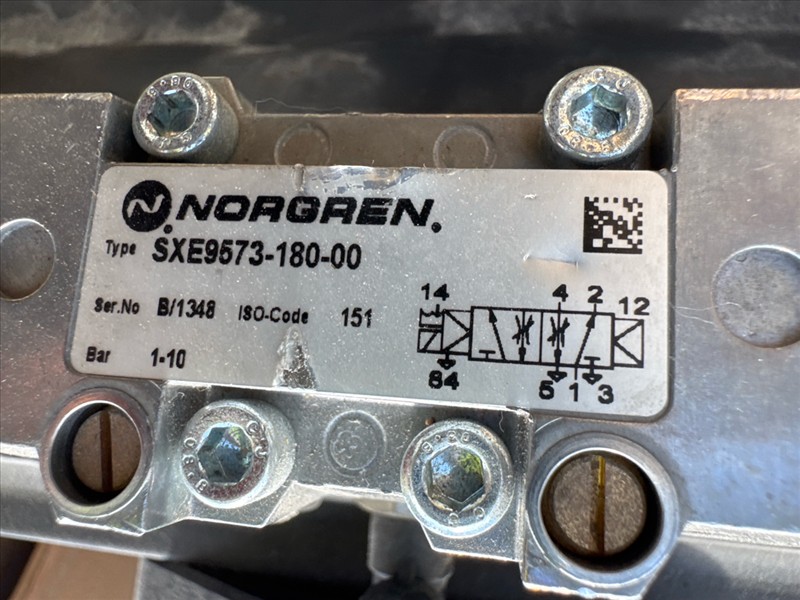 NORGREN.
Type SXE9573-180-00
Ser.No B/1348 ISO-Code 151
Bar 1-10
14 4 2 12
84 5 1 3